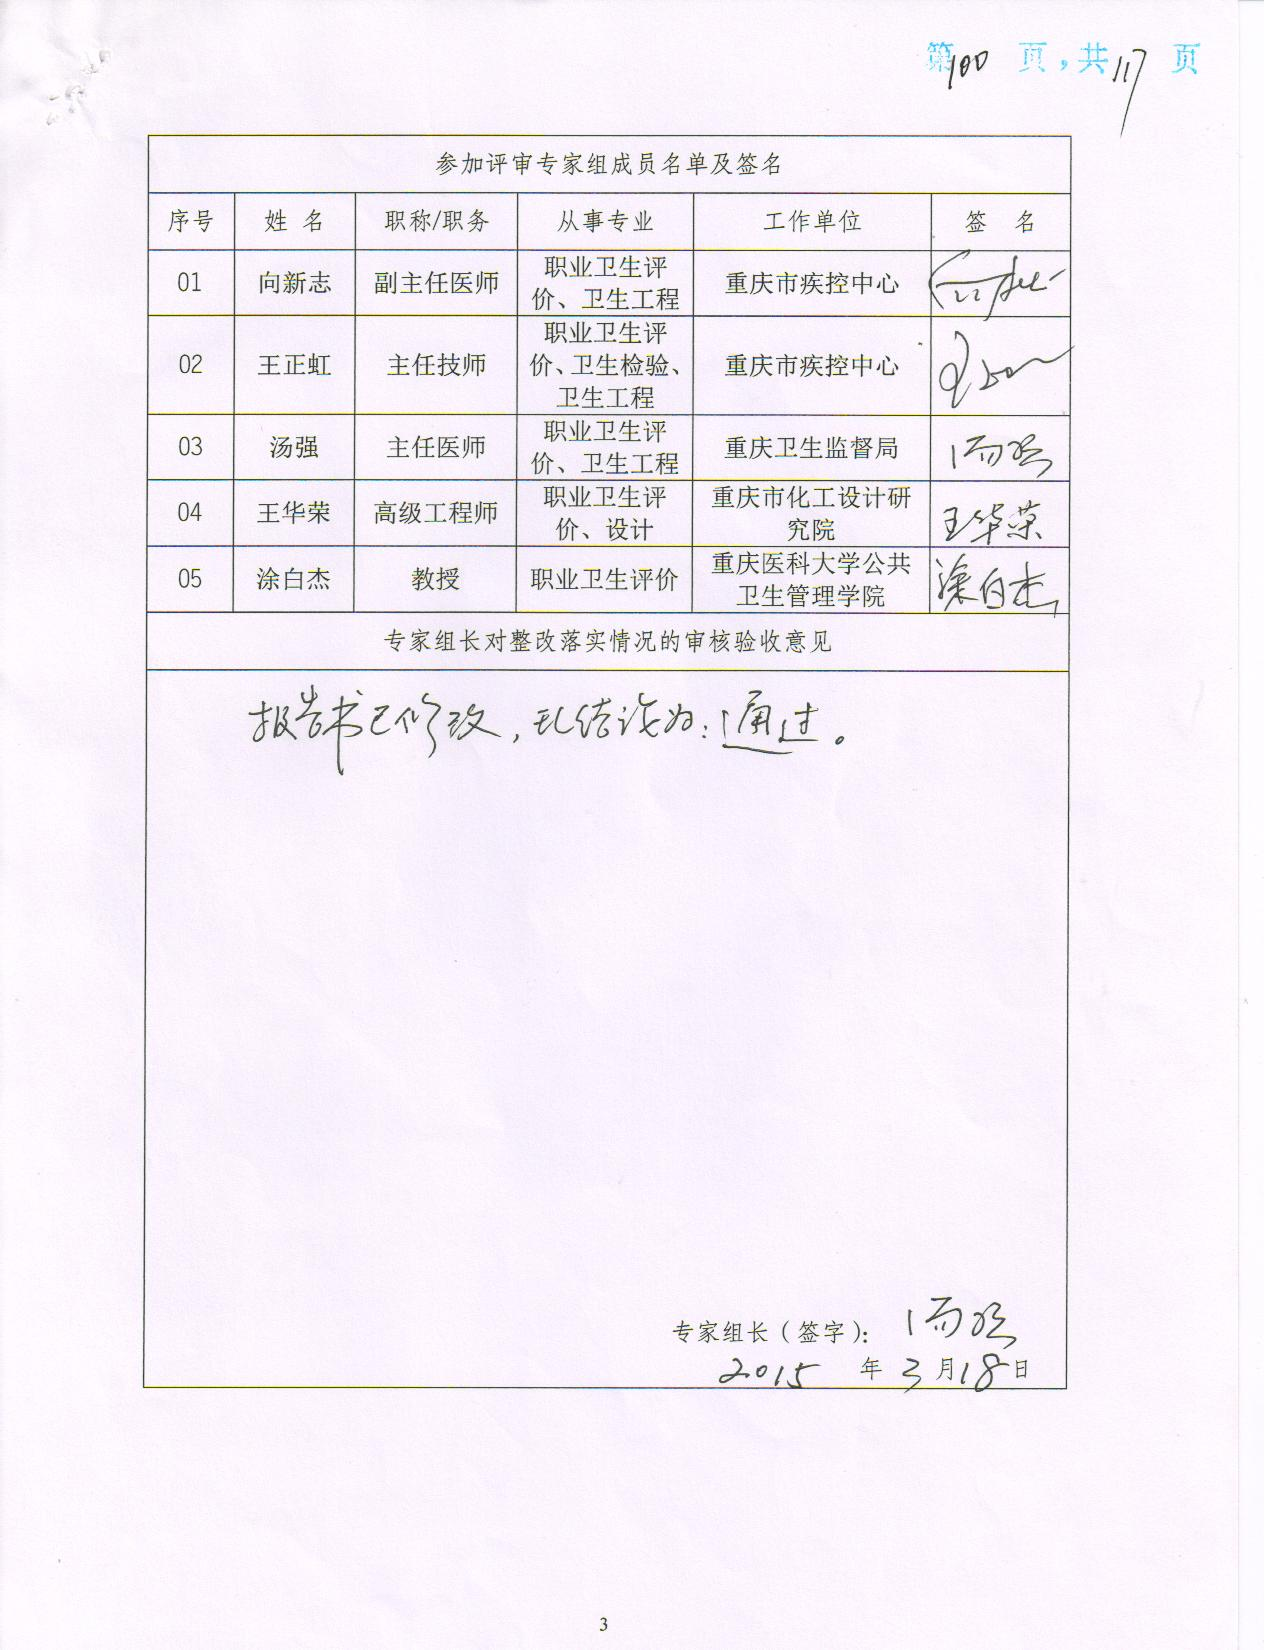 第100页,共117页
参加评审专家组成员名单及签名
序号 姓 名 职称/职务 从事专业 工作单位 签 名
01 向新志 副主任医师 职业卫生评价、卫生工程 重庆市疾控中心
02 王正虹 主任技师 职业卫生评价、卫生检验、卫生工程 重庆市疾控中心
03 汤强 主任医师 职业卫生评价、卫生工程 重庆卫生监督局
04 王华荣 高级工程师 职业卫生评价、设计 重庆市化工设计研究院 王华荣
05 涂白杰 教授 职业卫生评价 重庆医科大学公共卫生管理学院 涂白杰
专家组长对整改落实情况的审核验收意见
报告书已修改,结论为:通过。
专家组长(签字):
2015 年 3月18日
3